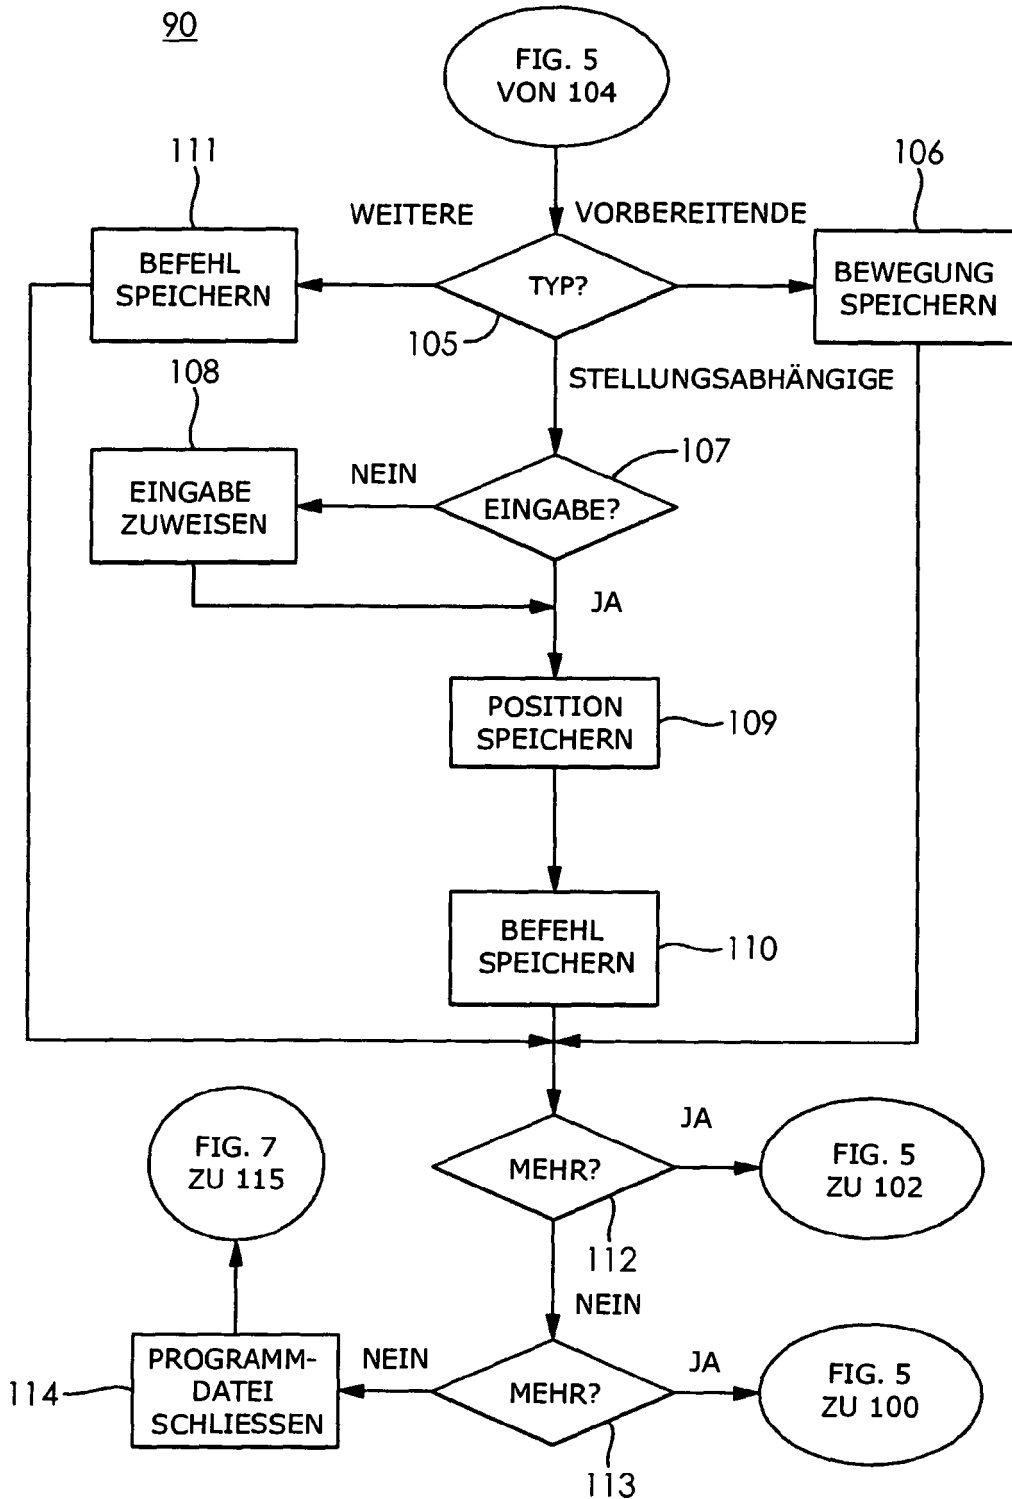 90
FIG. 5
VON 104
111
106
WEITERE
VORBEREITENDE
BEFEHL
SPEICHERN
TYP?
BEWEGUNG
SPEICHERN
105
108
STELLUNGSABHÄNGIGE
107
NEIN
EINGABE
ZUWEISEN
EINGABE?
JA
POSITION
SPEICHERN
109
BEFEHL
SPEICHERN
110
JA
FIG. 7
ZU 115
MEHR?
FIG. 5
ZU 102
112
NEIN
PROGRAMM-
DATEI
SCHLIESSEN
NEIN
JA
MEHR?
FIG. 5
ZU 100
114
113